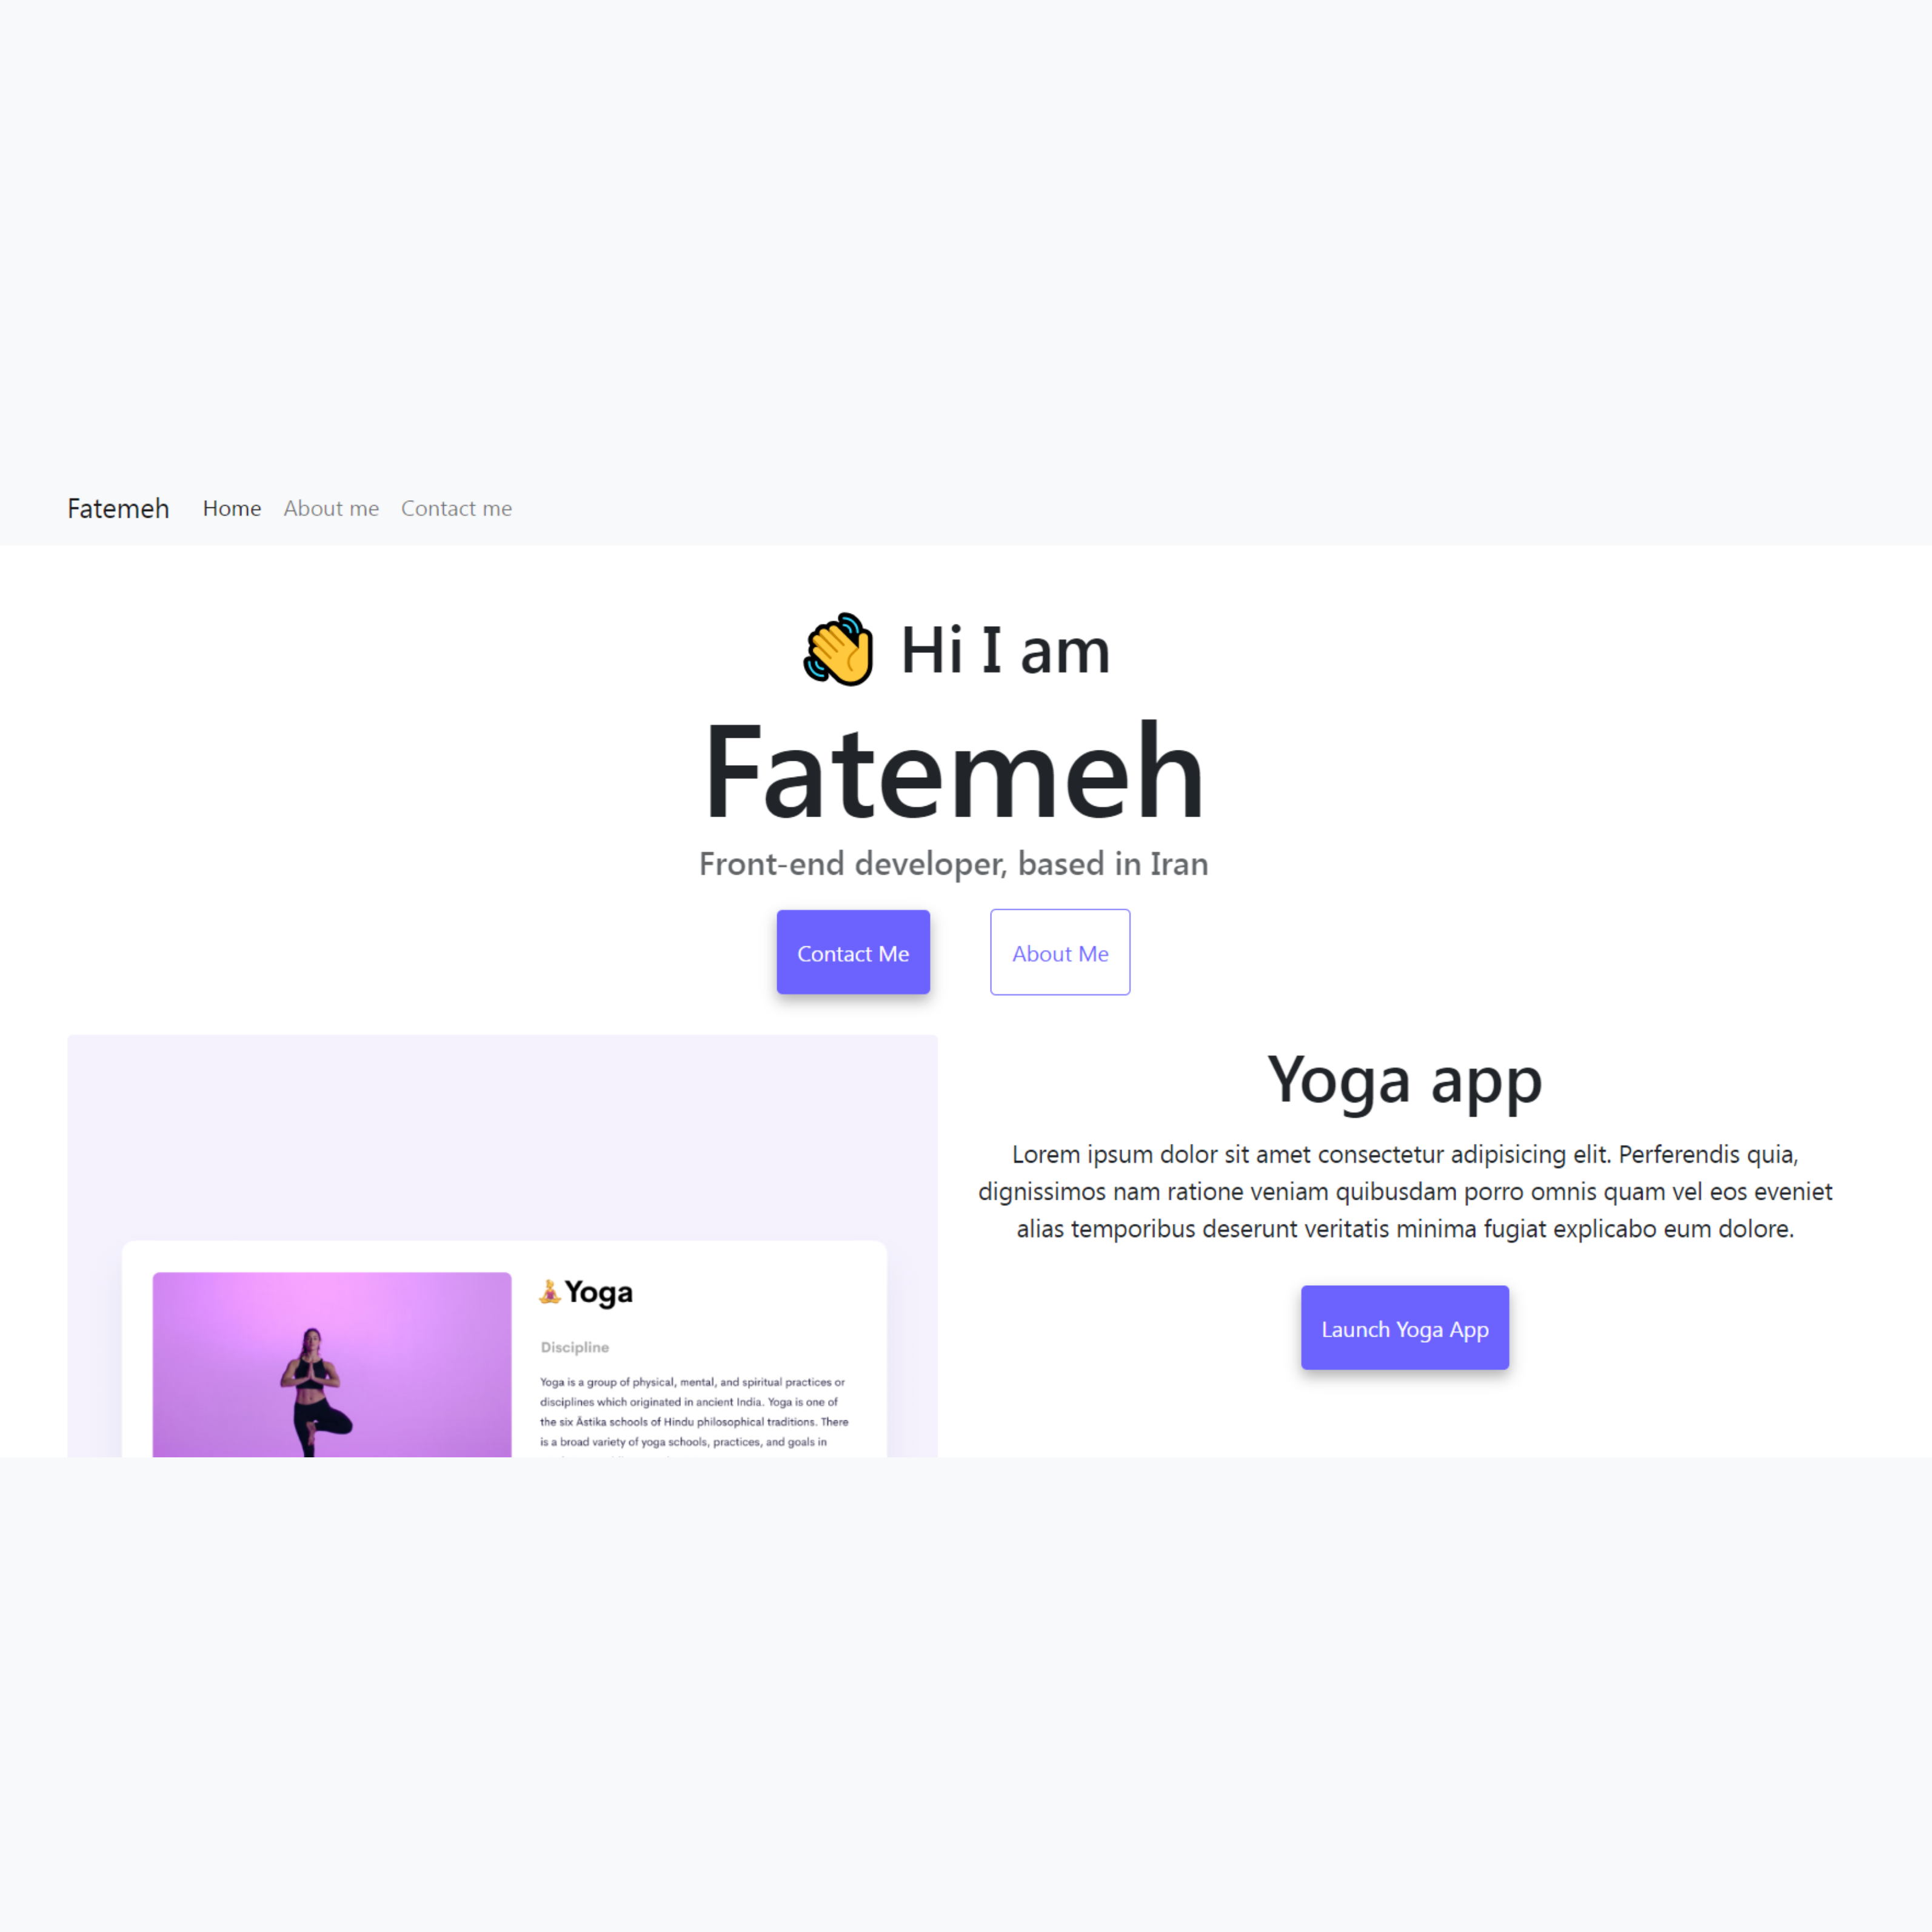 Fatemeh Home About me Contact me
Hi I am
Fatemeh
Front-end developer, based in Iran
Contact Me
About Me
Yoga
Discipline
Yoga is a group of physical, mental, and spiritual practices or
disciplines which originated in ancient India. Yoga is one of
the six Āstika schools of Hindu philosophical traditions. There
is a broad variety of yoga schools, practices, and goals in
Yoga app
Lorem ipsum dolor sit amet consectetur adipisicing elit. Perferendis quia,
dignissimos nam ratione veniam quibusdam porro omnis quam vel eos eveniet
alias temporibus deserunt veritatis minima fugiat explicabo eum dolore.
Launch Yoga App